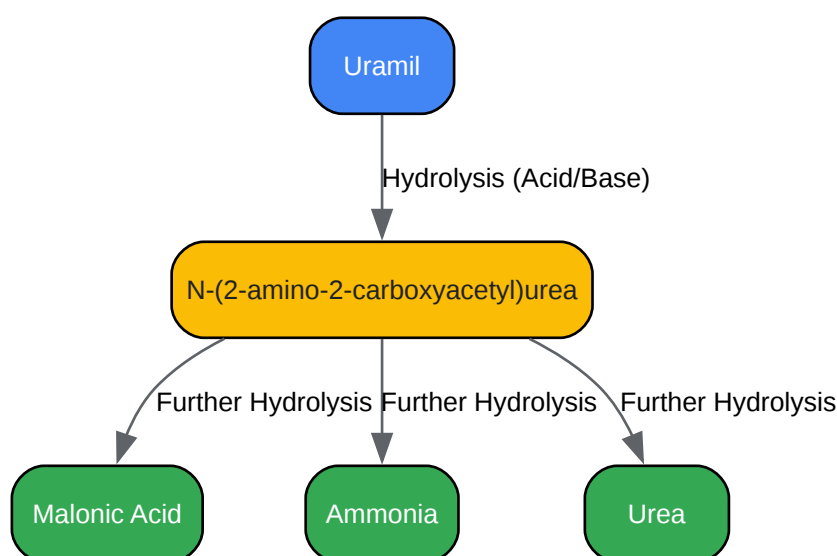 Uramil
Hydrolysis (Acid/Base)
N-(2-amino-2-carboxyacetyl)urea
Further Hydrolysis
Further Hydrolysis
Further Hydrolysis
Malonic Acid
Ammonia
Urea